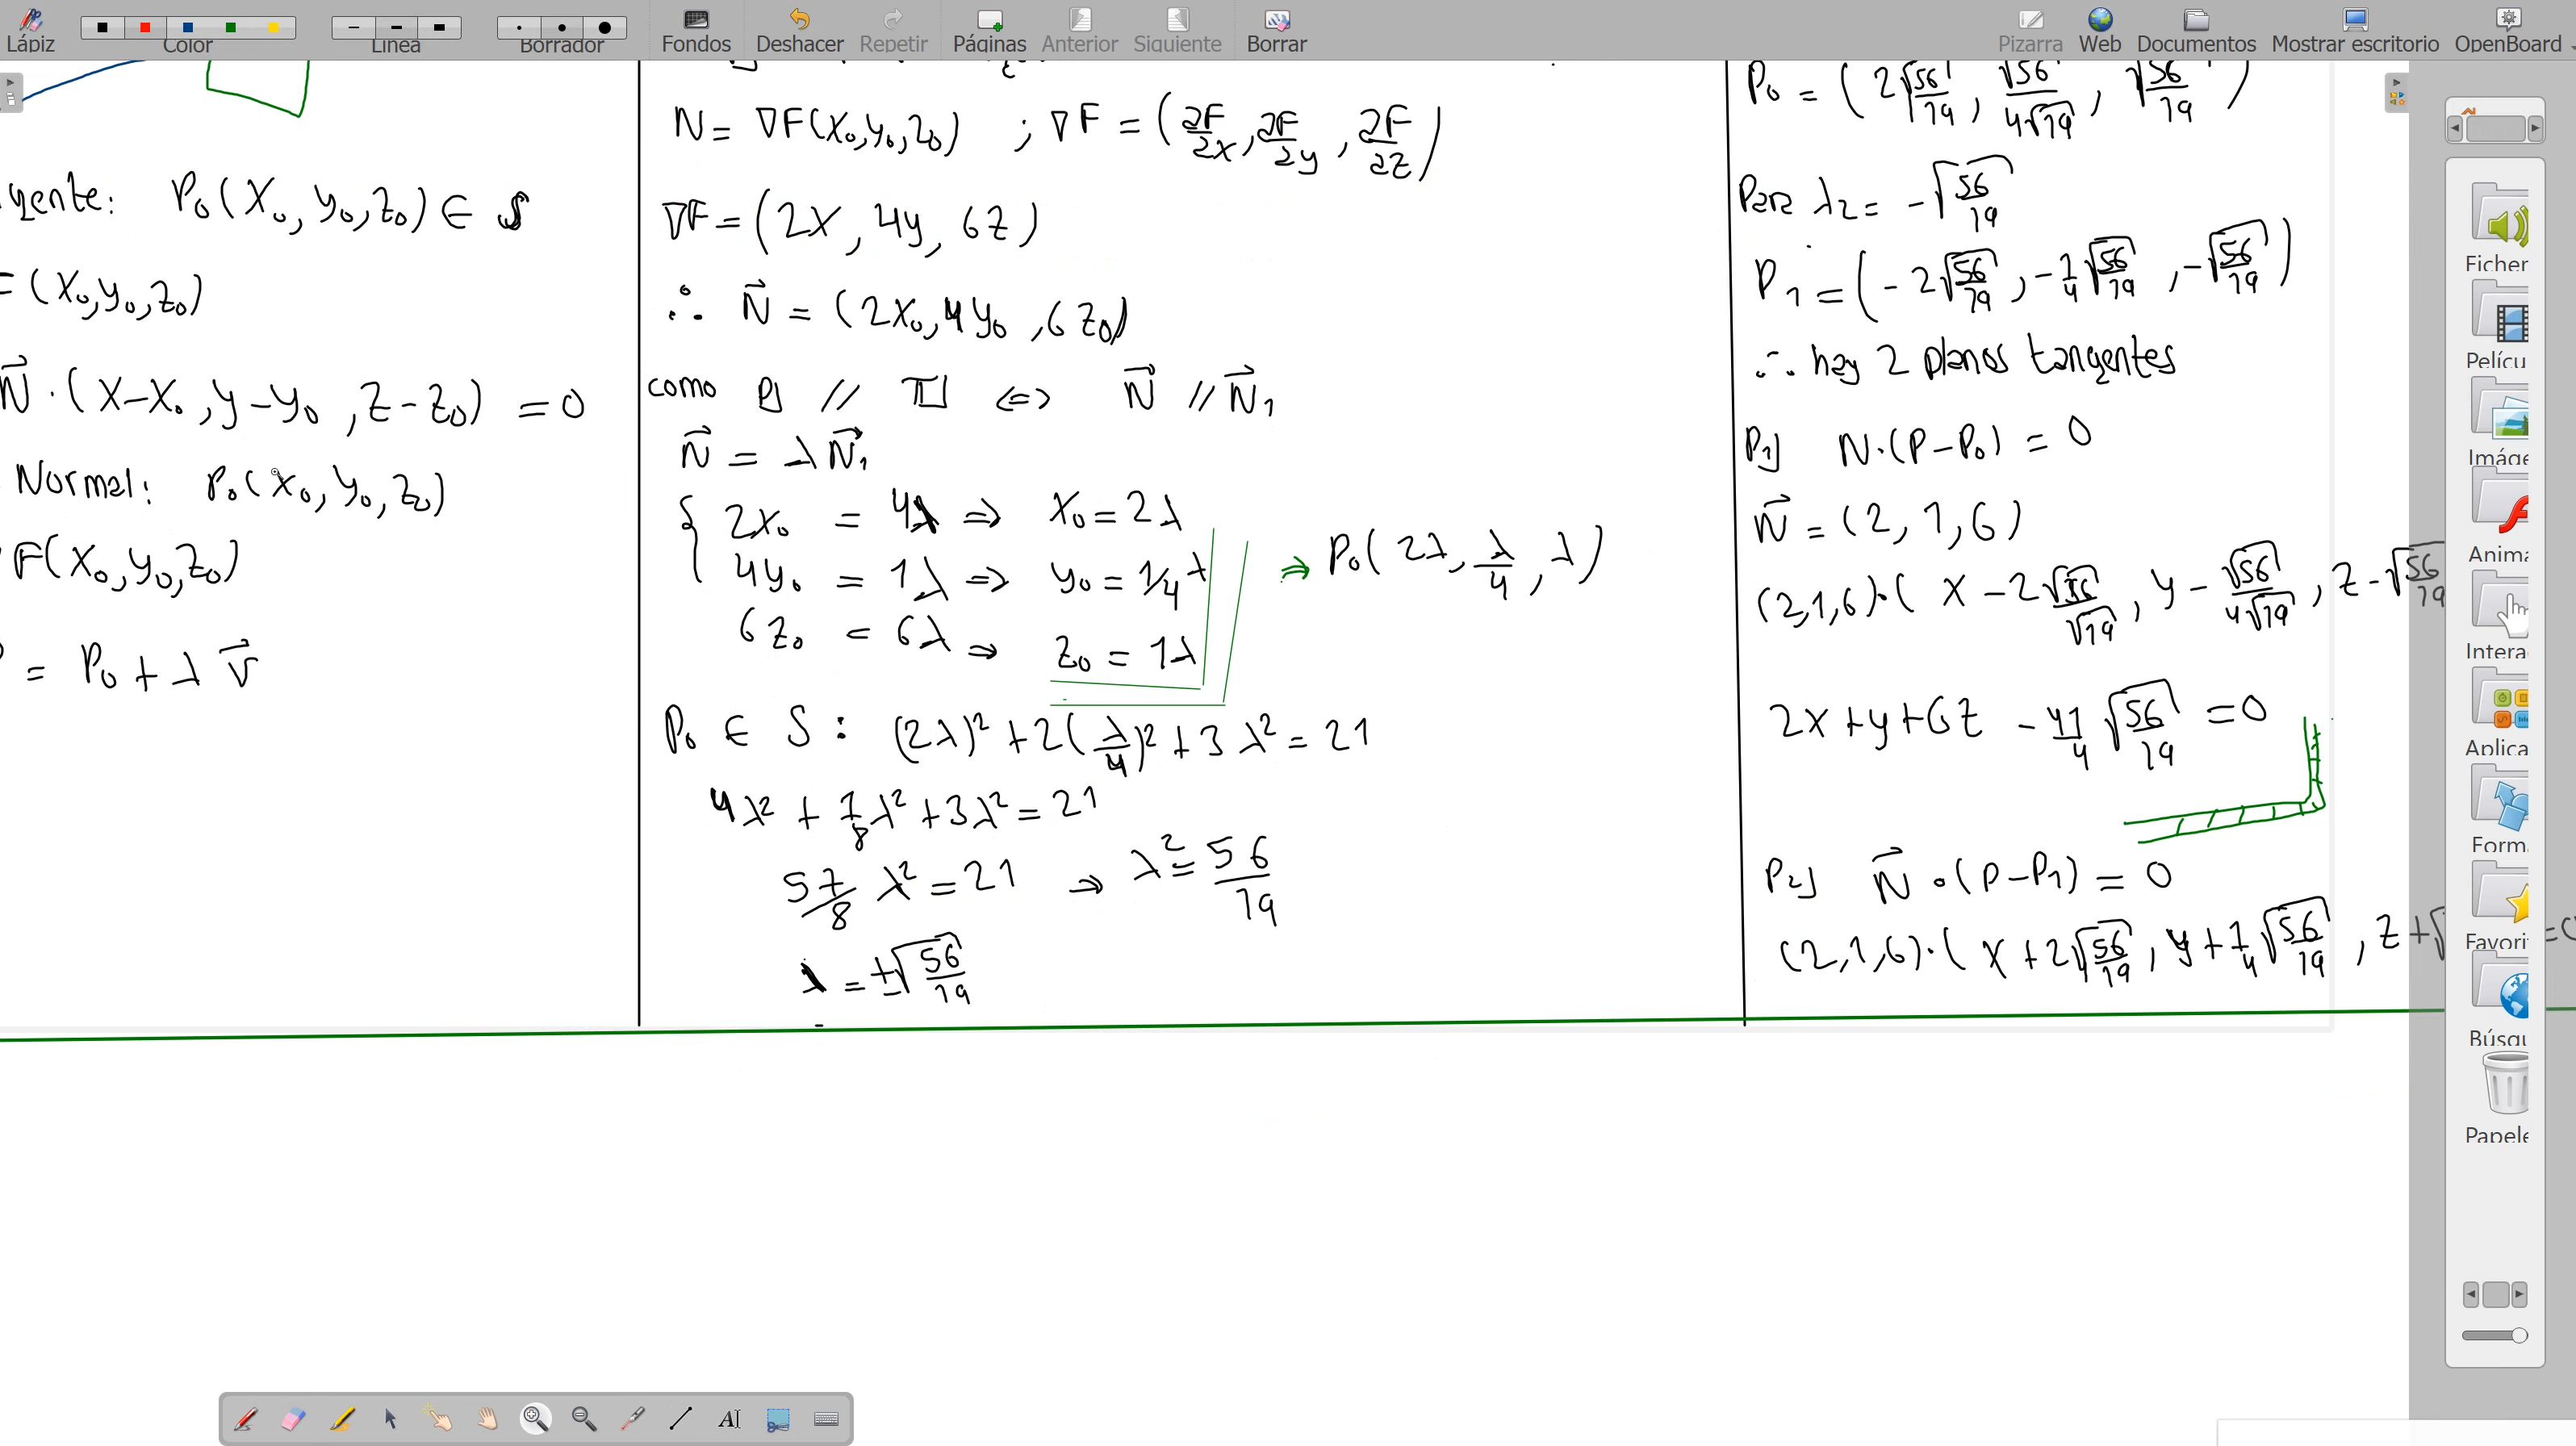 Lápiz Color Línea Borrador Fondos Deshacer Repetir Páginas Anterior Siguiente Borrar Pizarra Web Documentos Mostrar escritorio OpenBoard
gente: P₀(X₀, y₀, z₀) ∈ S
F(X₀, y₀, z₀)
N⃗ · (X−X₀, y−y₀, z−z₀) = 0
Normal: P₀(X₀, y₀, z₀)
F(X₀, y₀, z₀)
= P₀ + λ v⃗
N = ∇F(X₀, y₀, z₀) ; ∇F = (∂F/∂x, ∂F/∂y, ∂F/∂z)
∇F = (2X, 4y, 6z)
∴ N⃗ = (2X₀, 4y₀, 6z₀)
como P] // π ⇔ N⃗ // N⃗₁
N⃗ = λN⃗₁
{ 2x₀ = 4λ ⇒ X₀ = 2λ
4y₀ = 1λ ⇒ y₀ = 1/4 λ
6z₀ = 6λ ⇒ z₀ = 1λ
⇒ P₀(2λ, λ/4, λ)
P₀ ∈ S : (2λ)² + 2(λ/4)² + 3λ² = 21
4λ² + 1/8 λ² + 3λ² = 21
57/8 λ² = 21 → λ² = 56/19
λ = ±√(56/19)
P₀ = (2√56/19, √56/4√19, √56/19)
Para λ₂ = −√(56/19)
P₁ = (−2√(56/19), −1/4 √(56/19), −√(56/19))
∴ hay 2 planos tangentes
P₁] N·(P−P₀) = 0
N⃗ = (2, 1, 6)
(2,1,6)·(X − 2√56/√19, y − √56/4√19, z − √56/19
2X + y + 6z − 41/4 √(56/19) = 0
P₂] N⃗ · (P−P₁) = 0
(2,1,6)·(X + 2√(56/19), y + 1/4 √(56/19), z + √ = 0
Ficher
Pelícu
Imáge
Anima
Intera
Aplica
Form
Favorit
Búsqu
Papele